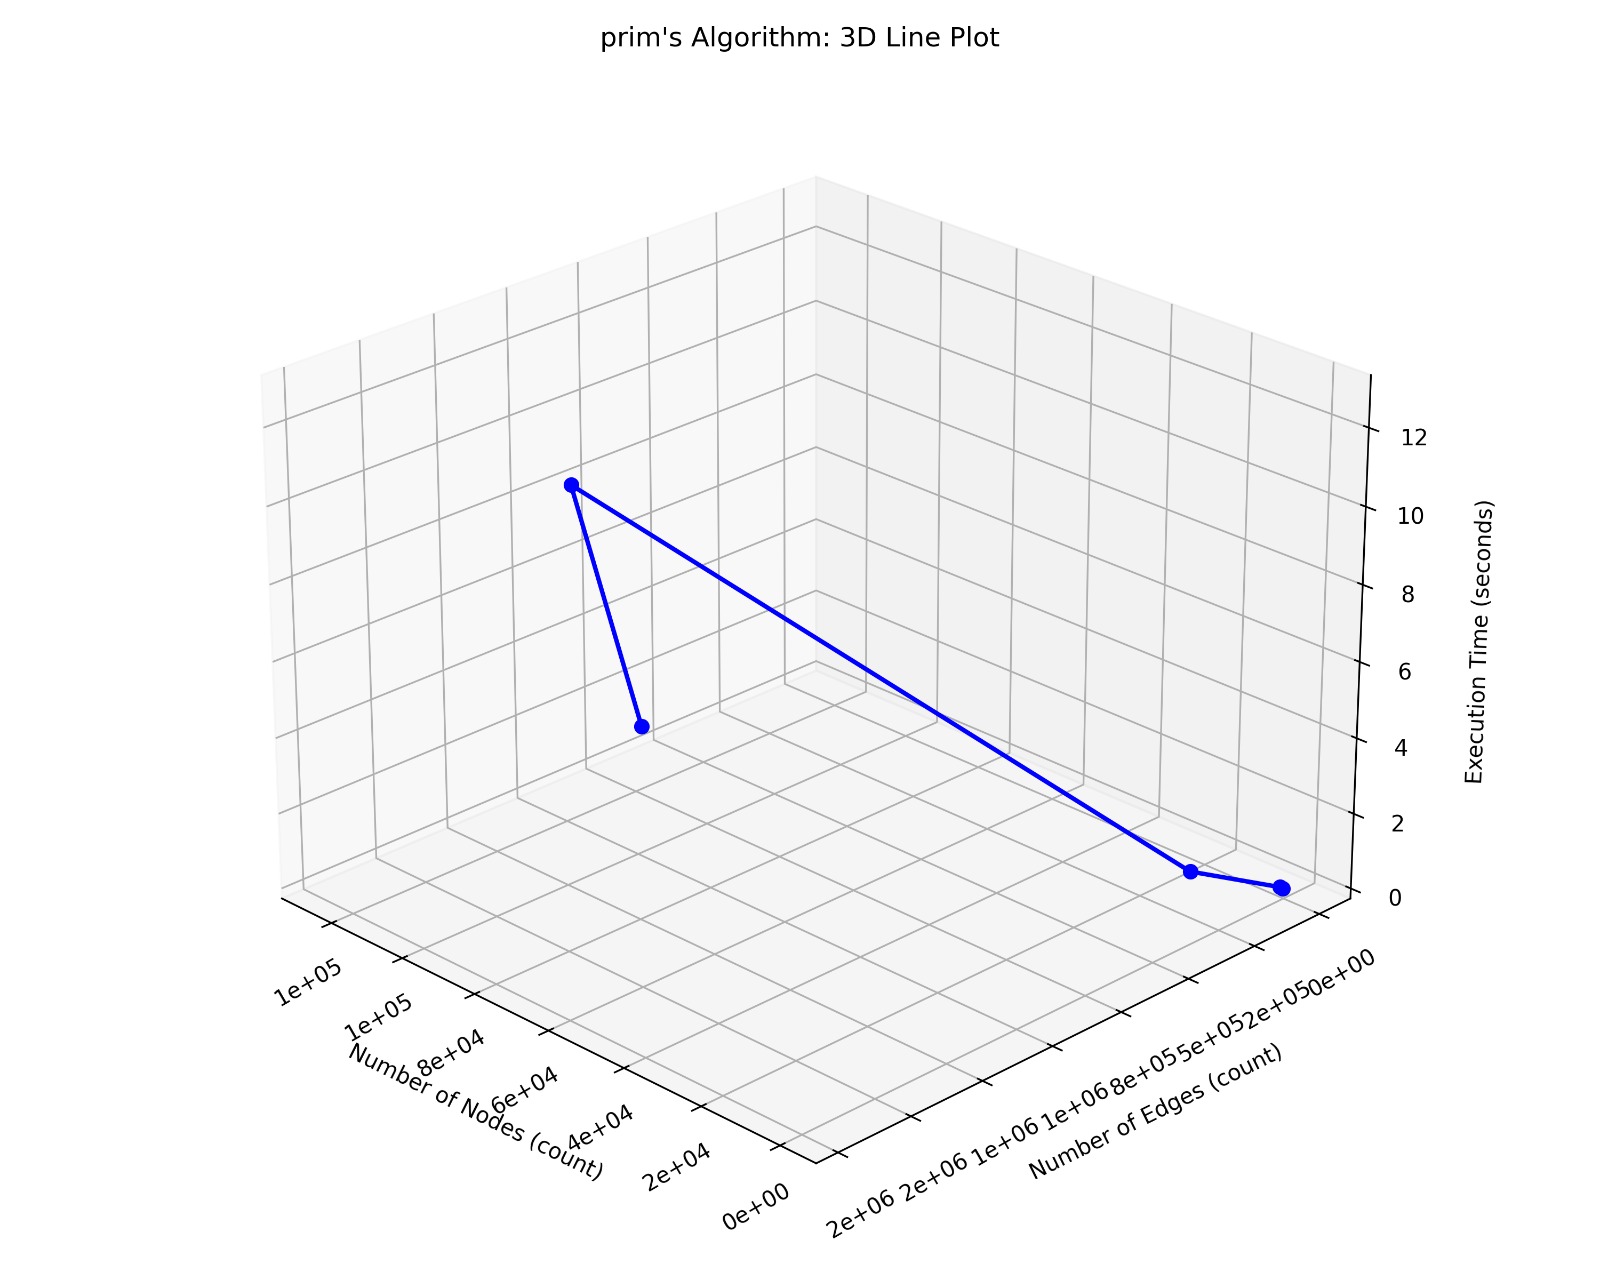 prim's Algorithm: 3D Line Plot
12
10
8
6
4
2
0
Execution Time (seconds)
1e+05
1e+05
8e+04
6e+04
4e+04
2e+04
0e+00
Number of Nodes (count)
2e+06
2e+06
1e+06
1e+06
8e+05
5e+05
2e+05
0e+00
Number of Edges (count)